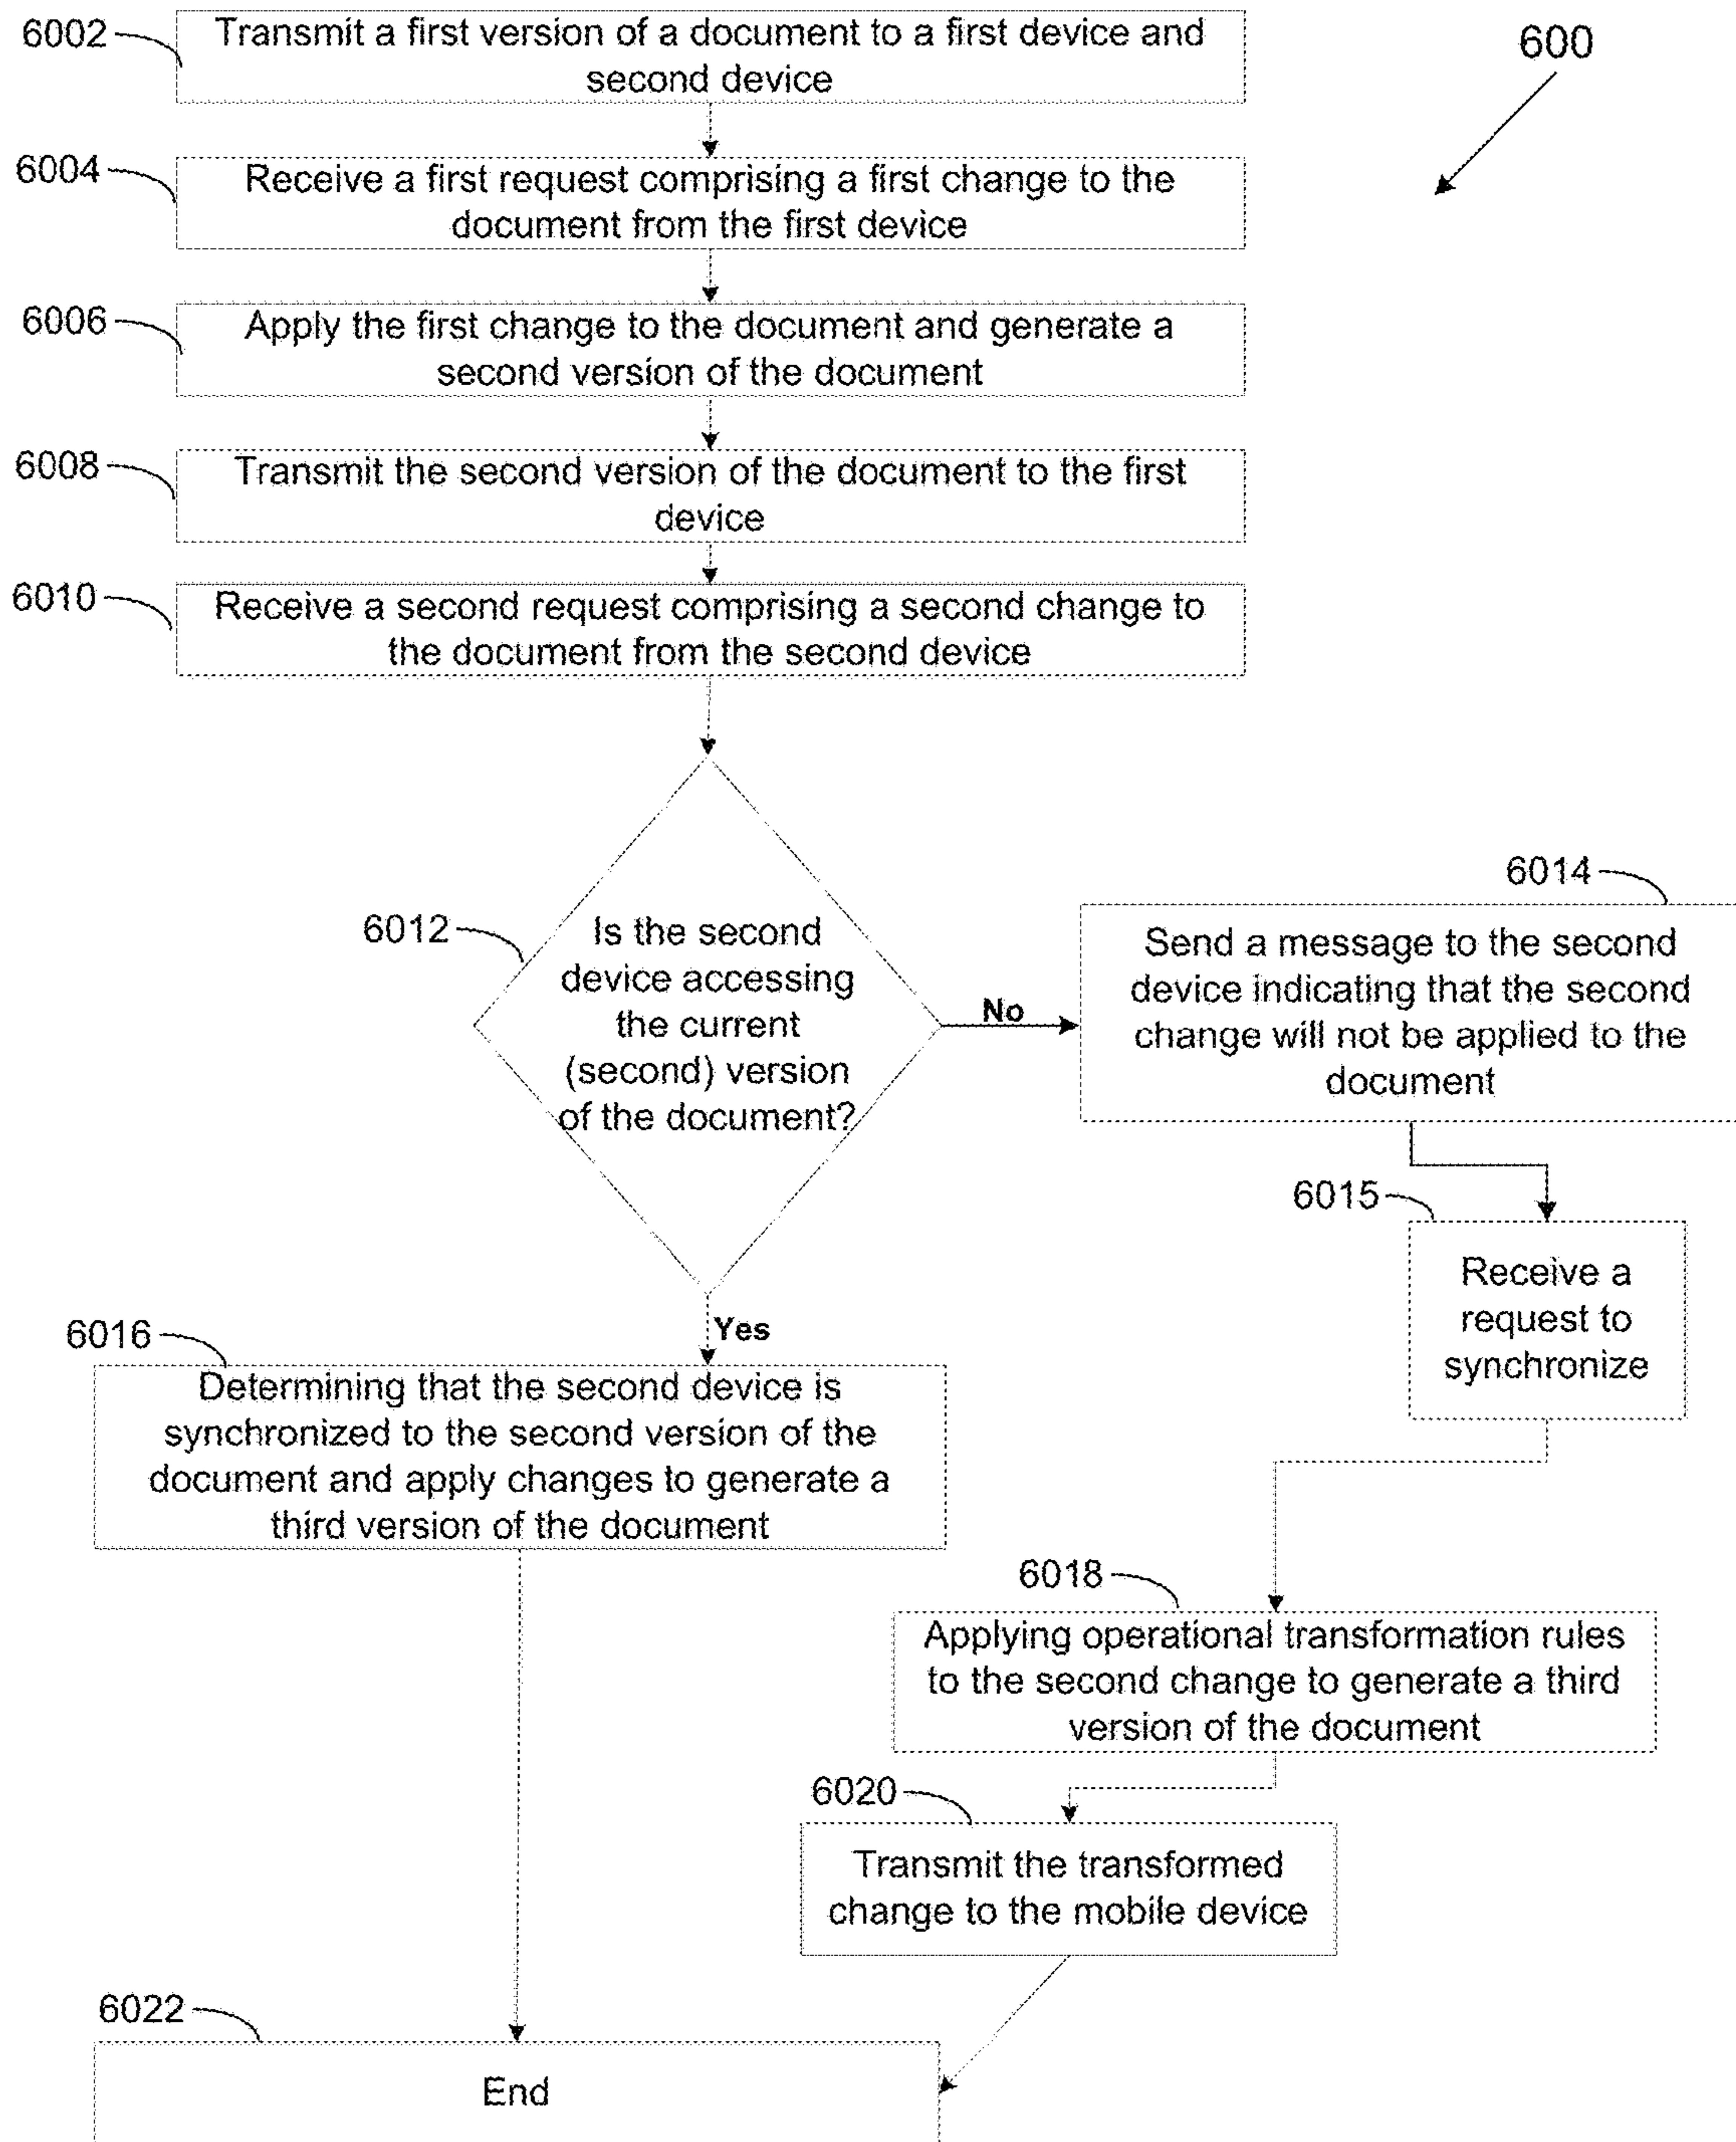 600
6002
Transmit a first version of a document to a first device and
second device
6004
Receive a first request comprising a first change to the
document from the first device
6006
Apply the first change to the document and generate a
second version of the document
6008
Transmit the second version of the document to the first
device
6010
Receive a second request comprising a second change to
the document from the second device
6012
Is the second
device accessing
the current
(second) version
of the document?
No
6014
Send a message to the second
device indicating that the second
change will not be applied to the
document
6015
Receive a
request to
synchronize
Yes
6016
Determining that the second device is
synchronized to the second version of the
document and apply changes to generate a
third version of the document
6018
Applying operational transformation rules
to the second change to generate a third
version of the document
6020
Transmit the transformed
change to the mobile device
6022
End